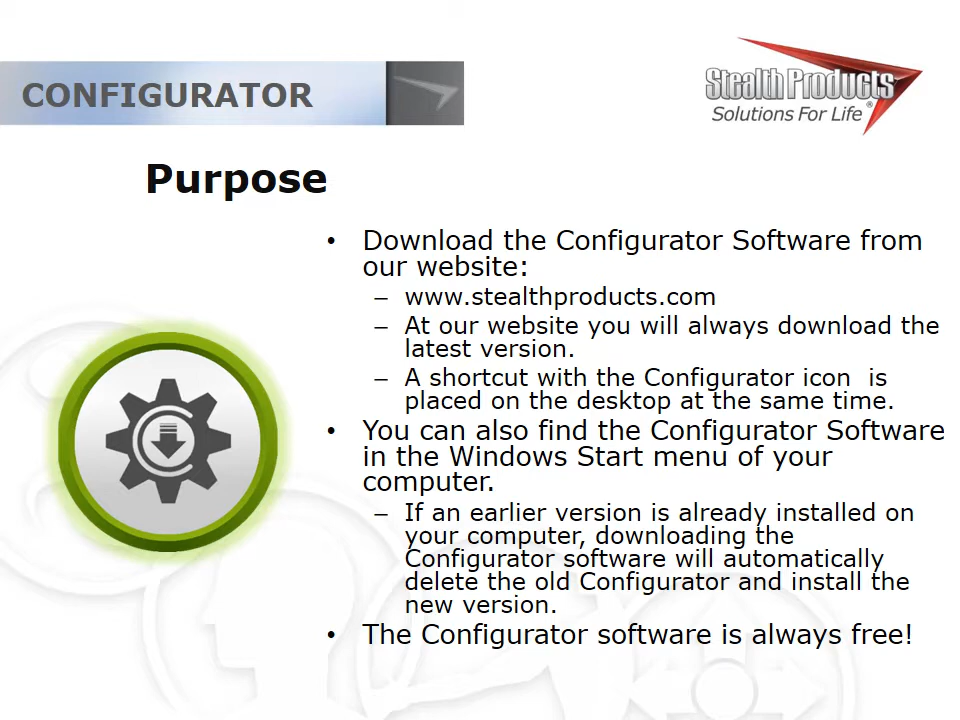 CONFIGURATOR
Stealth Products®
Solutions For Life
Purpose
• Download the Configurator Software from
our website:
– www.stealthproducts.com
– At our website you will always download the
latest version.
– A shortcut with the Configurator icon  is
placed on the desktop at the same time.
• You can also find the Configurator Software
in the Windows Start menu of your
computer.
– If an earlier version is already installed on
your computer, downloading the
Configurator software will automatically
delete the old Configurator and install the
new version.
• The Configurator software is always free!